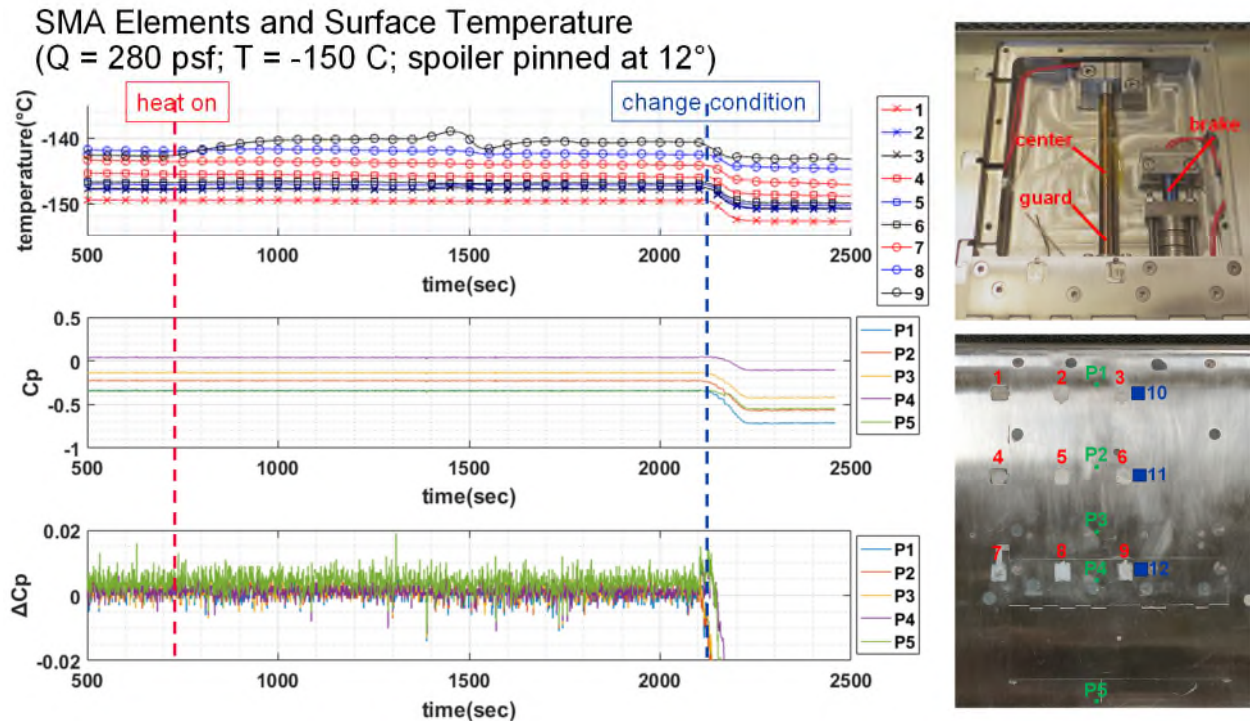 SMA Elements and Surface Temperature
(Q = 280 psf; T = -150 C; spoiler pinned at 12°)
heat on
change condition
temperature(°C)
-140
-150
500 1000 1500 2000 2500
time(sec)
1
2
3
4
5
6
7
8
9
Cp
0.5
0
-0.5
-1
500 1000 1500 2000 2500
time(sec)
P1
P2
P3
P4
P5
ΔCp
0.02
0
-0.02
500 1000 1500 2000 2500
time(sec)
P1
P2
P3
P4
P5
center
brake
guard
P1
1 2 3
10
P2
4 5 6
11
P3
7 8 9
P4
12
P5